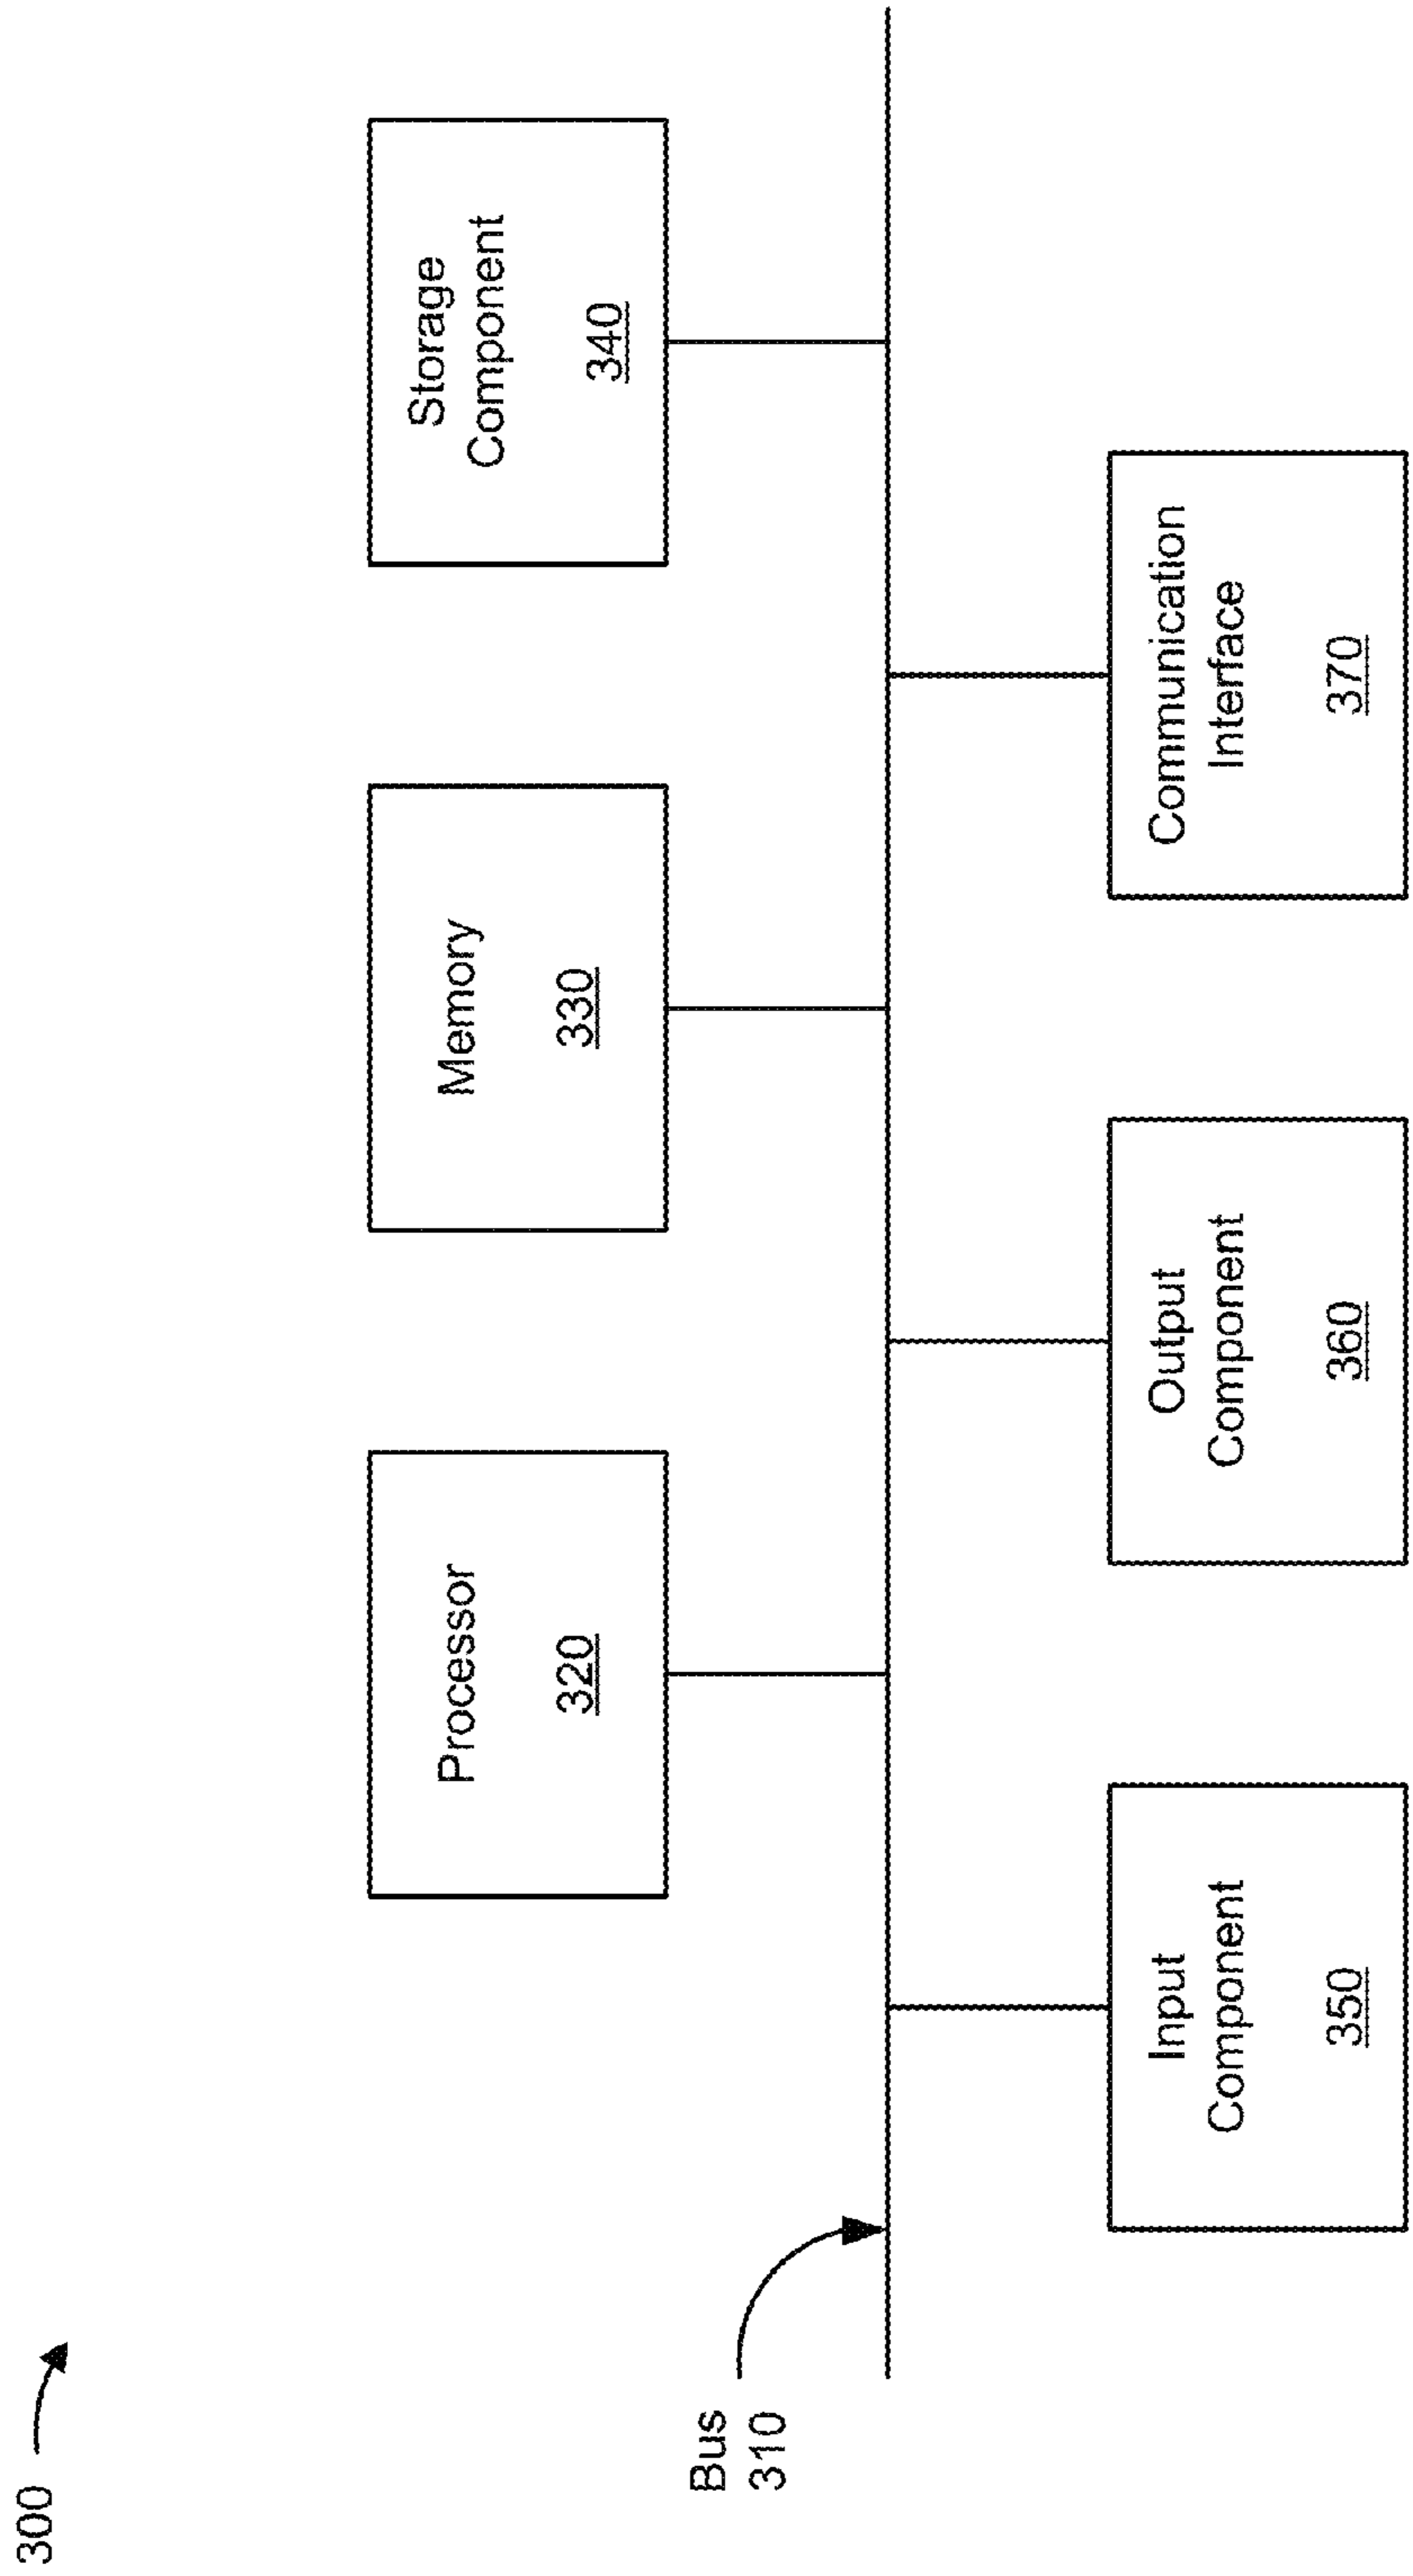 300
Processor
320
Memory
330
Storage
Component
340
Bus
310
Input
Component
350
Output
Component
360
Communication
Interface
370